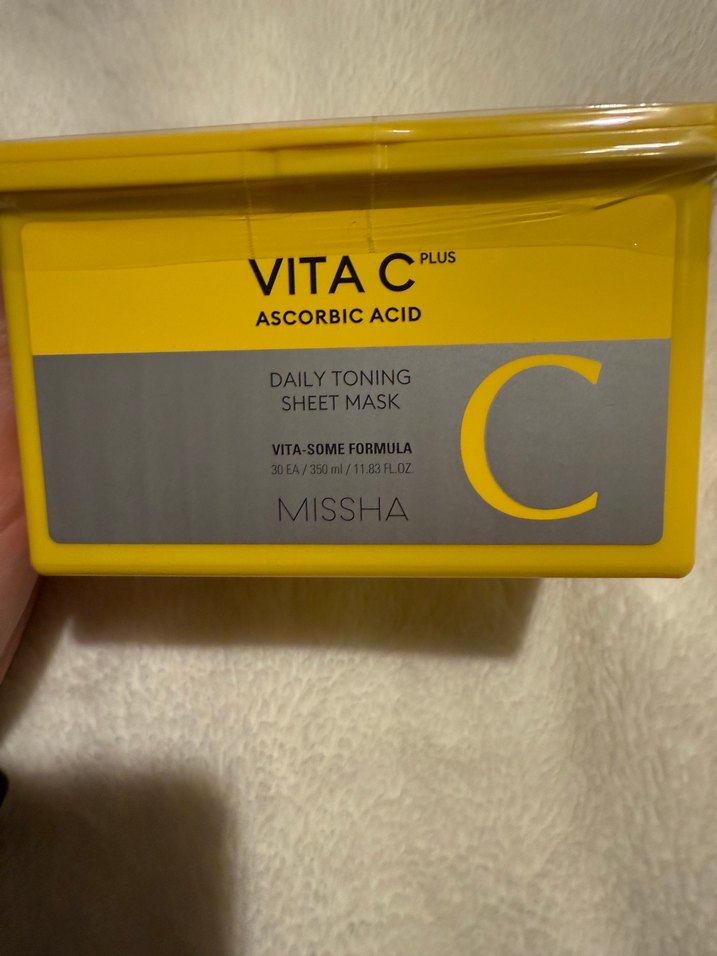 VITA C PLUS
ASCORBIC ACID
DAILY TONING
SHEET MASK
VITA-SOME FORMULA
30 EA / 350 ml / 11.83 FL.OZ.
MISSHA
C